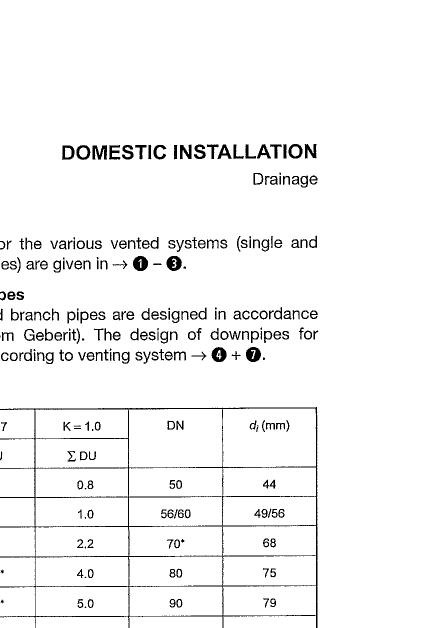 DOMESTIC INSTALLATION
Drainage
or the various vented systems (single and
es) are given in → ❶ – ❸.
pes
d branch pipes are designed in accordance
m Geberit). The design of downpipes for
cording to venting system → ❹ + ❼.
7 K = 1.0 DN di (mm)
∑ DU
0.8 50 44
1.0 56/60 49/56
2.2 70* 68
* 4.0 80 75
* 5.0 90 79